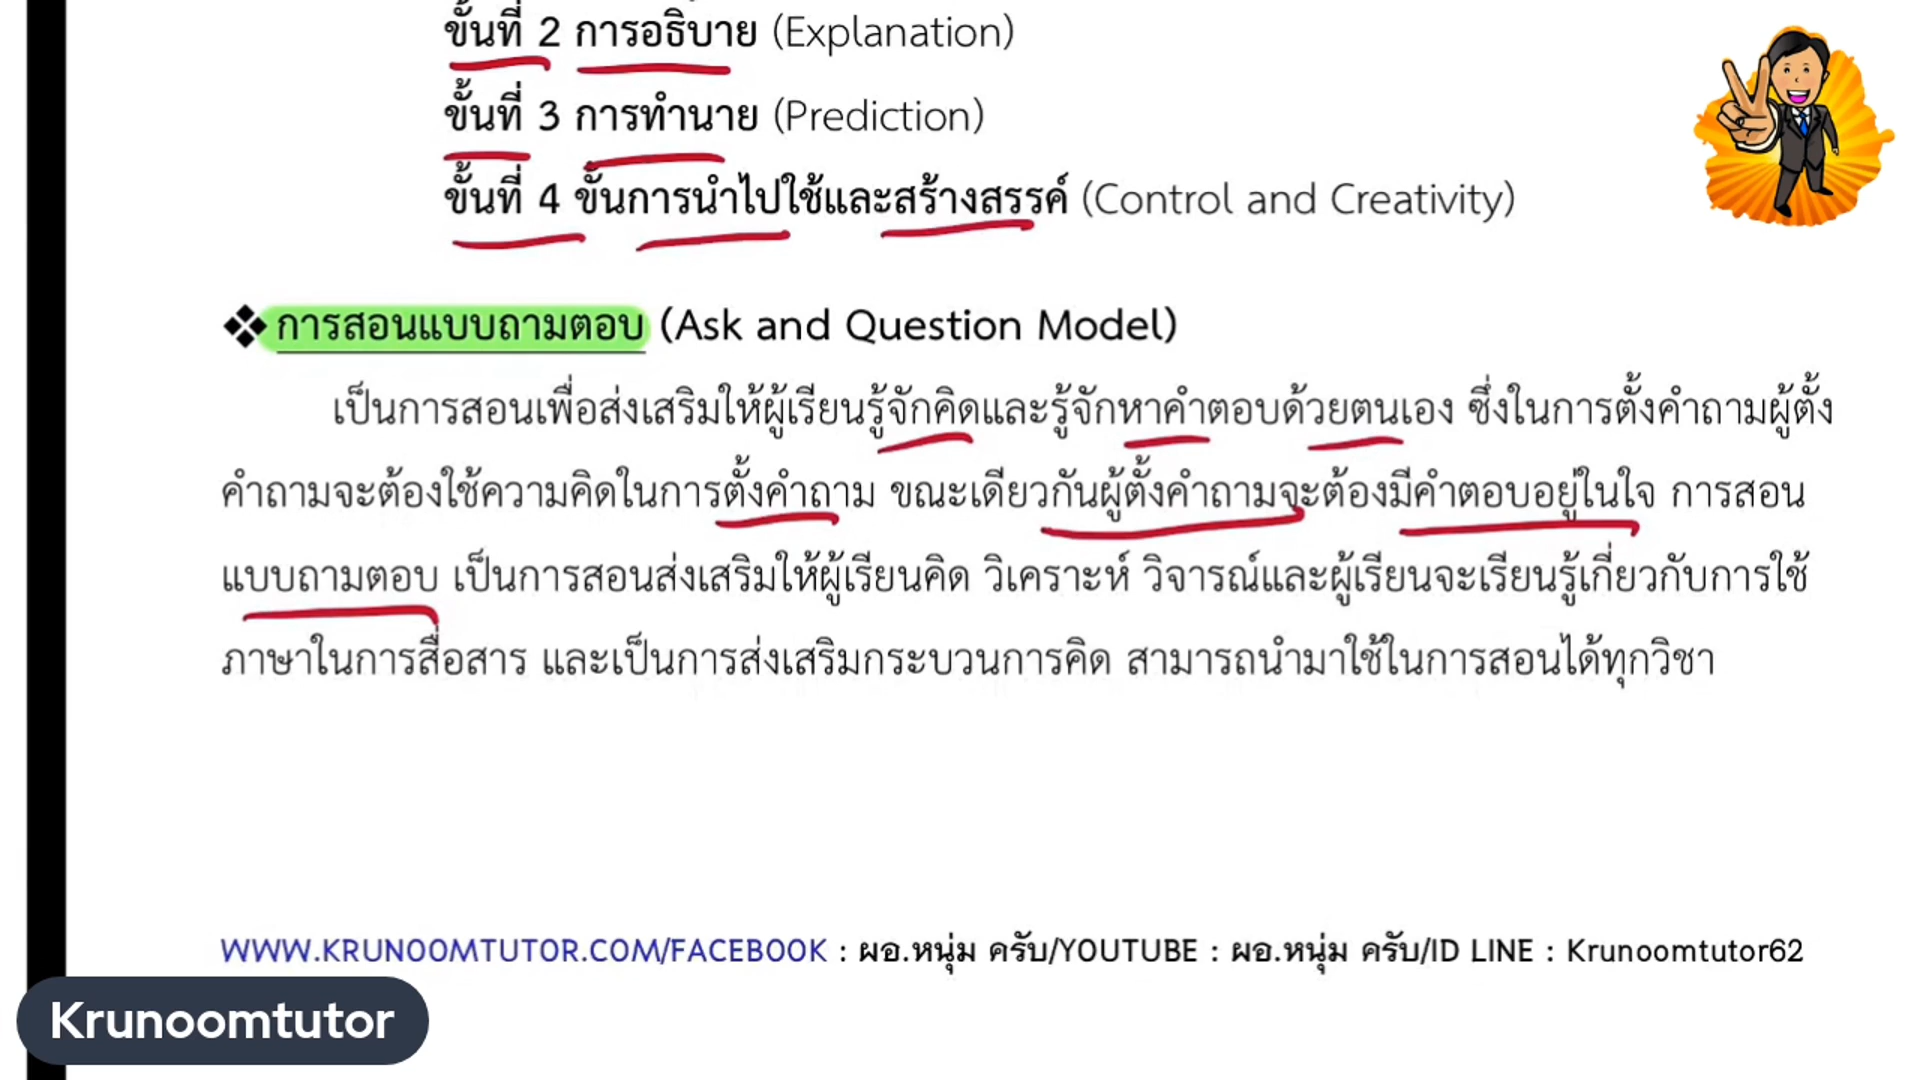 ขั้นที่ 2 การอธิบาย (Explanation)
ขั้นที่ 3 การทำนาย (Prediction)
ขั้นที่ 4 ขั้นการนำไปใช้และสร้างสรรค์ (Control and Creativity)
❖ การสอนแบบถามตอบ (Ask and Question Model)
เป็นการสอนเพื่อส่งเสริมให้ผู้เรียนรู้จักคิดและรู้จักหาคำตอบด้วยตนเอง ซึ่งในการตั้งคำถามผู้ตั้ง
คำถามจะต้องใช้ความคิดในการตั้งคำถาม ขณะเดียวกันผู้ตั้งคำถามจะต้องมีคำตอบอยู่ในใจ การสอน
แบบถามตอบ เป็นการสอนส่งเสริมให้ผู้เรียนคิด วิเคราะห์ วิจารณ์และผู้เรียนจะเรียนรู้เกี่ยวกับการใช้
ภาษาในการสื่อสาร และเป็นการส่งเสริมกระบวนการคิด สามารถนำมาใช้ในการสอนได้ทุกวิชา
WWW.KRUNOOMTUTOR.COM/FACEBOOK : ผอ.หนุ่ม ครับ/YOUTUBE : ผอ.หนุ่ม ครับ/ID LINE : Krunoomtutor62
Krunoomtutor